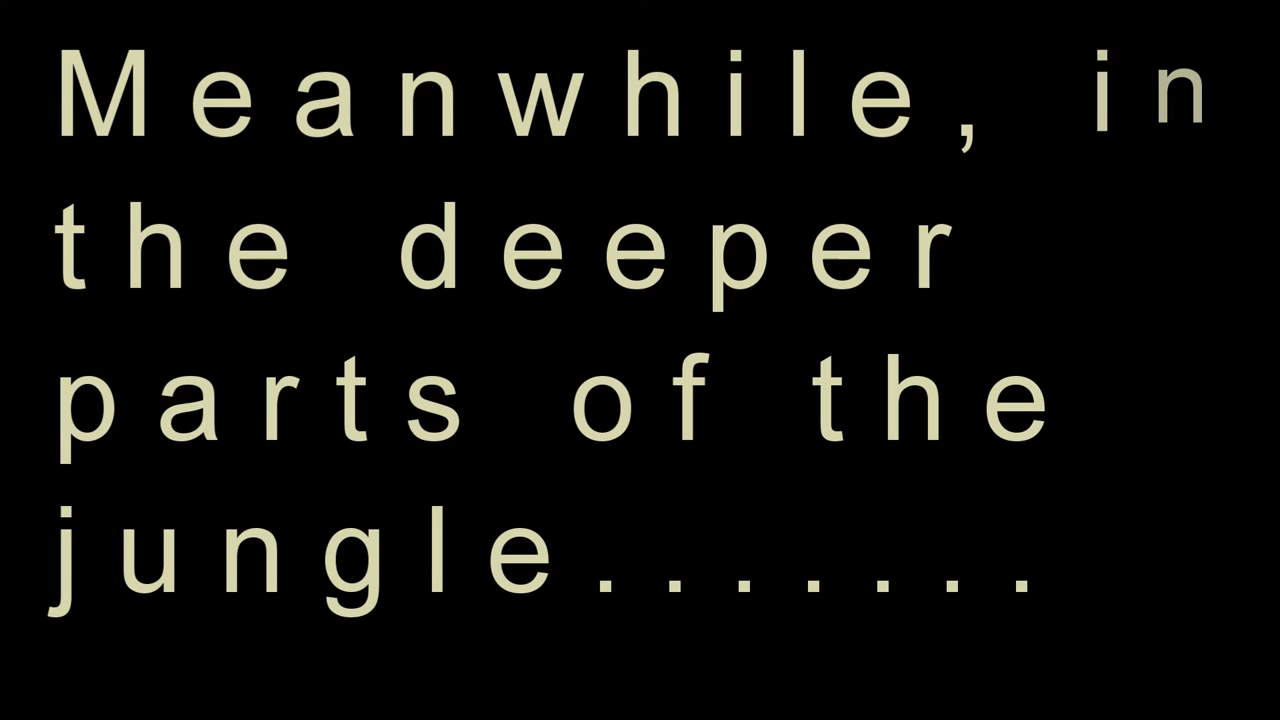 Meanwhile, in
the deeper
parts of the
jungle.......